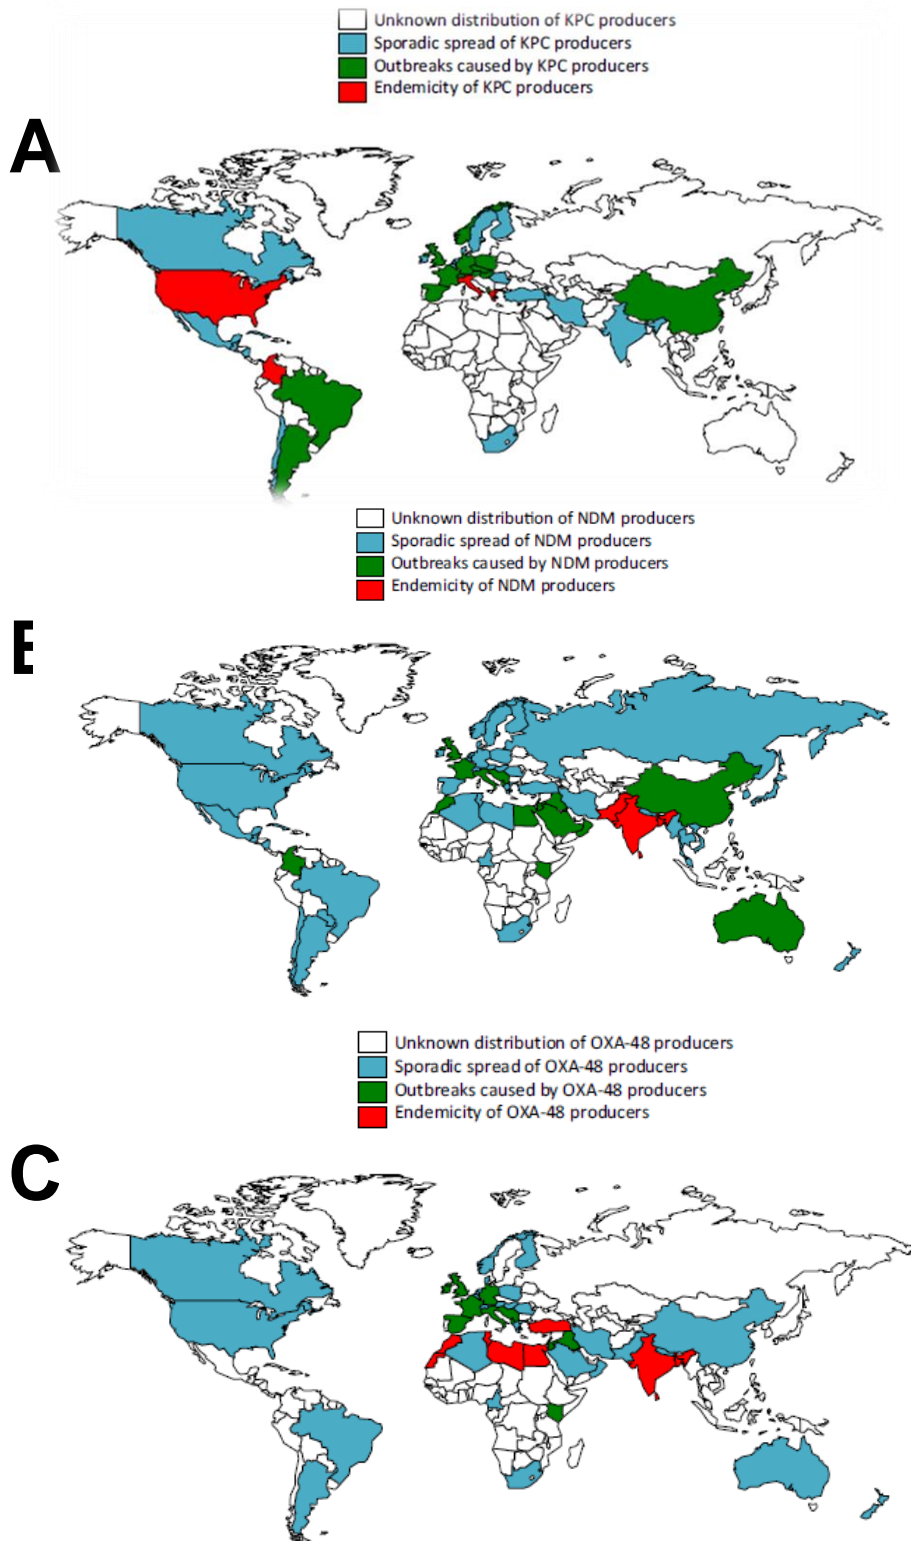 Unknown distribution of KPC producers
Sporadic spread of KPC producers
Outbreaks caused by KPC producers
Endemicity of KPC producers
A
Unknown distribution of NDM producers
Sporadic spread of NDM producers
Outbreaks caused by NDM producers
Endemicity of NDM producers
E
Unknown distribution of OXA-48 producers
Sporadic spread of OXA-48 producers
Outbreaks caused by OXA-48 producers
Endemicity of OXA-48 producers
C